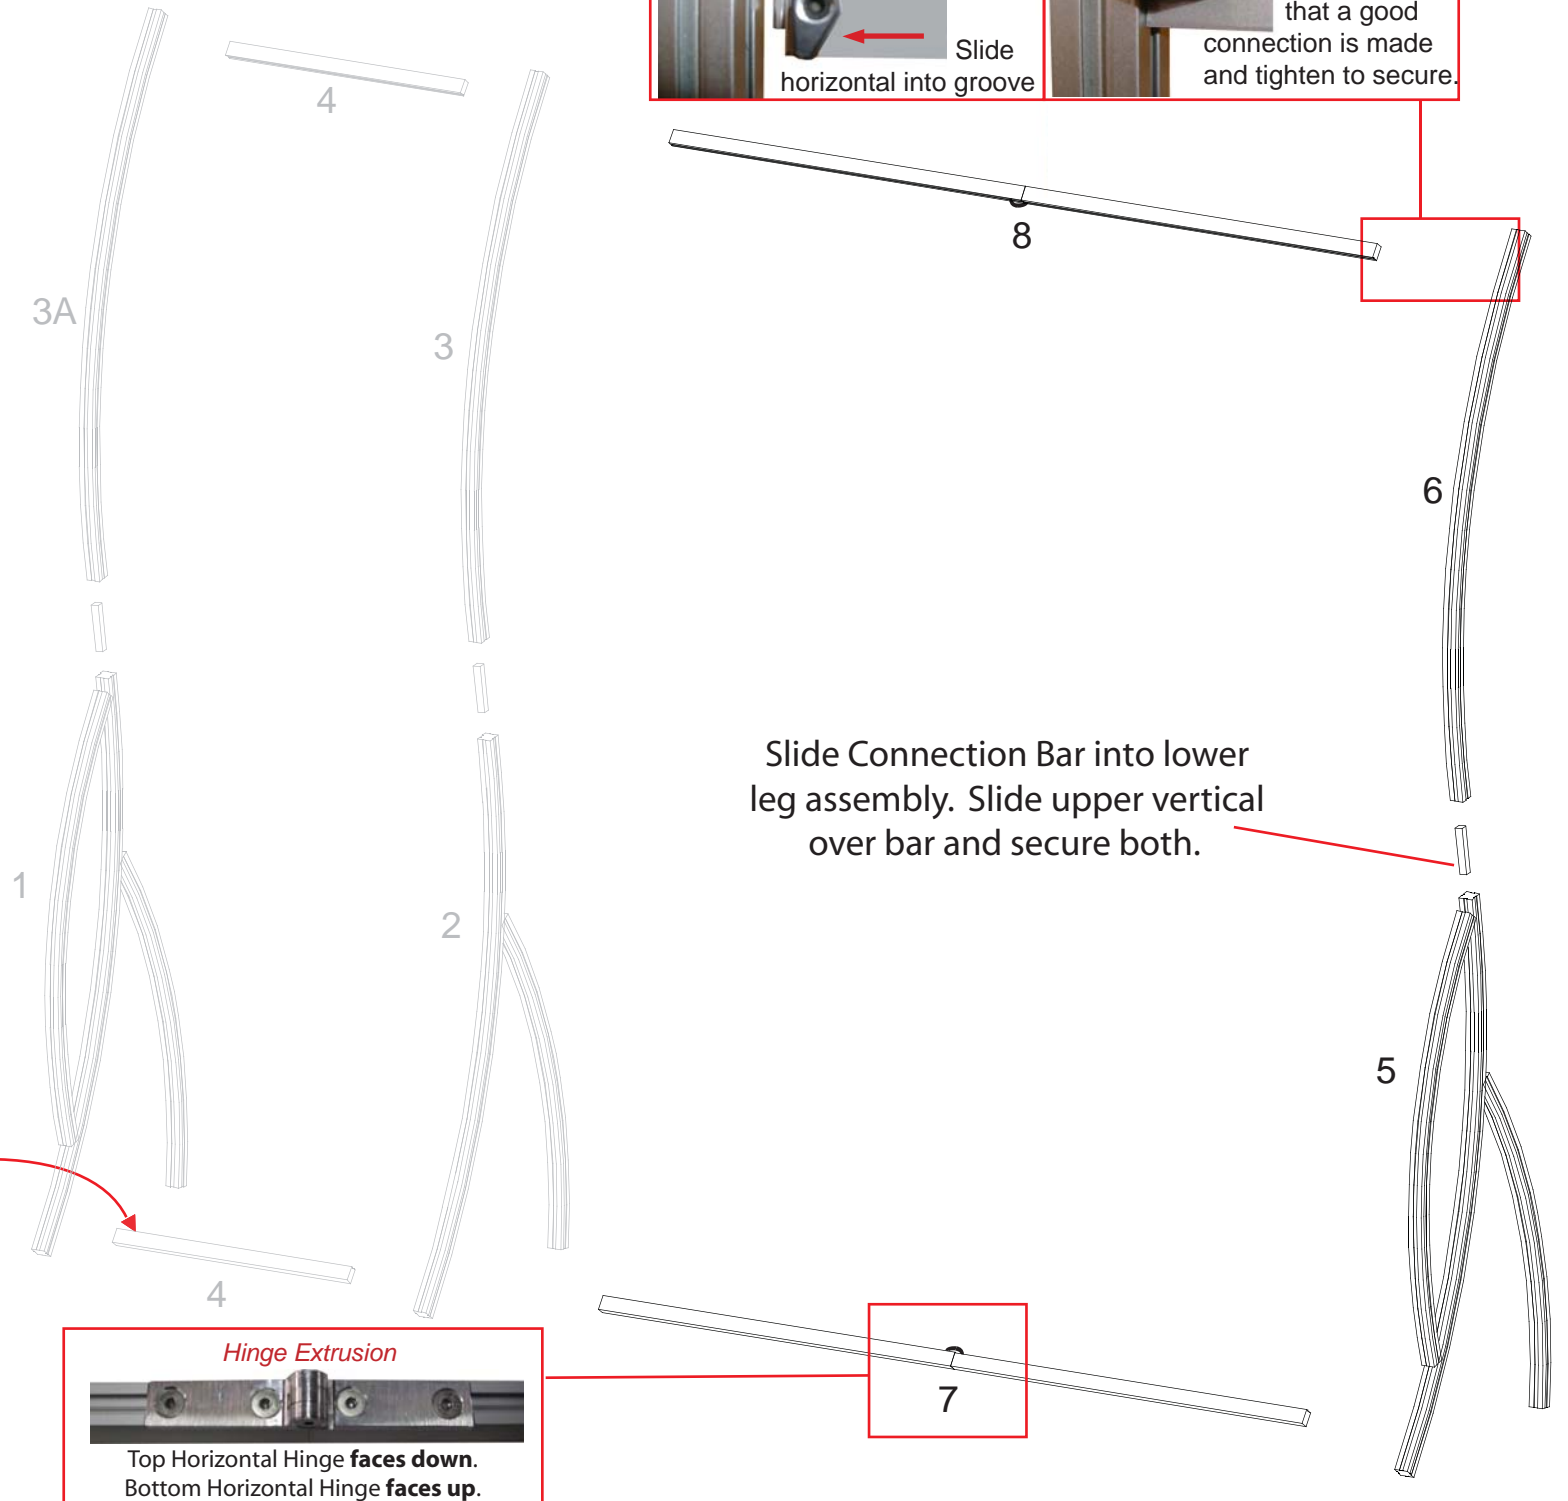 Slide
horizontal into groove
that a good
connection is made
and tighten to secure.
4
8
3A
3
6
Slide Connection Bar into lower
leg assembly. Slide upper vertical
over bar and secure both.
1
2
5
4
7
Hinge Extrusion
Top Horizontal Hinge faces down.
Bottom Horizontal Hinge faces up.